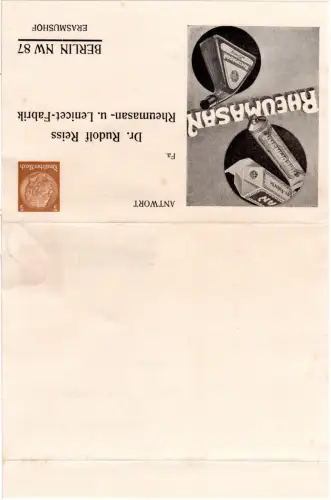 ANTWORT
Fa.
Dr. Rudolf Reiss
Rheumasan- u. Lenicet-Fabrik
BERLIN NW 87
ERASMUSHOF
Deutsches Reich
RHEUMASAN